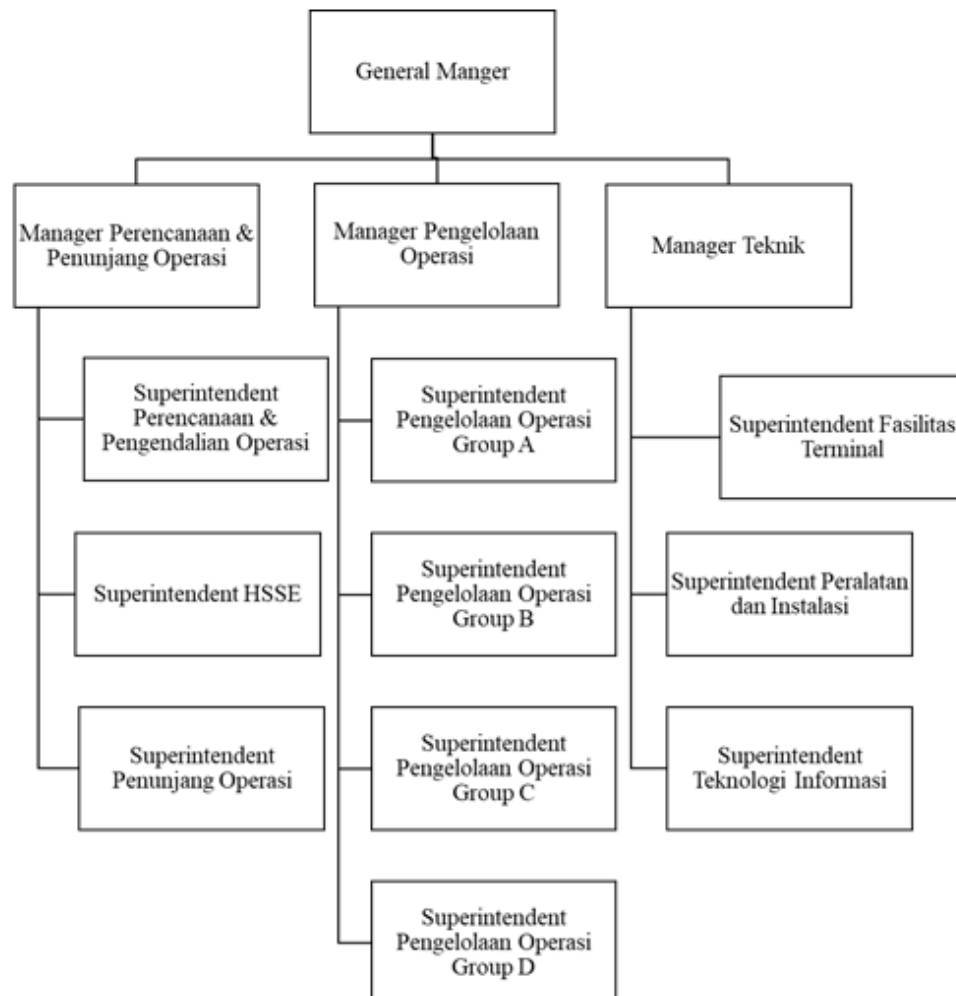 General Manger
Manager Perencanaan &
Penunjang Operasi
Manager Pengelolaan
Operasi
Manager Teknik
Superintendent
Perencanaan &
Pengendalian Operasi
Superintendent
Pengelolaan Operasi
Group A
Superintendent Fasilitas
Terminal
Superintendent HSSE
Superintendent
Pengelolaan Operasi
Group B
Superintendent Peralatan
dan Instalasi
Superintendent
Penunjang Operasi
Superintendent
Pengelolaan Operasi
Group C
Superintendent
Teknologi Informasi
Superintendent
Pengelolaan Operasi
Group D